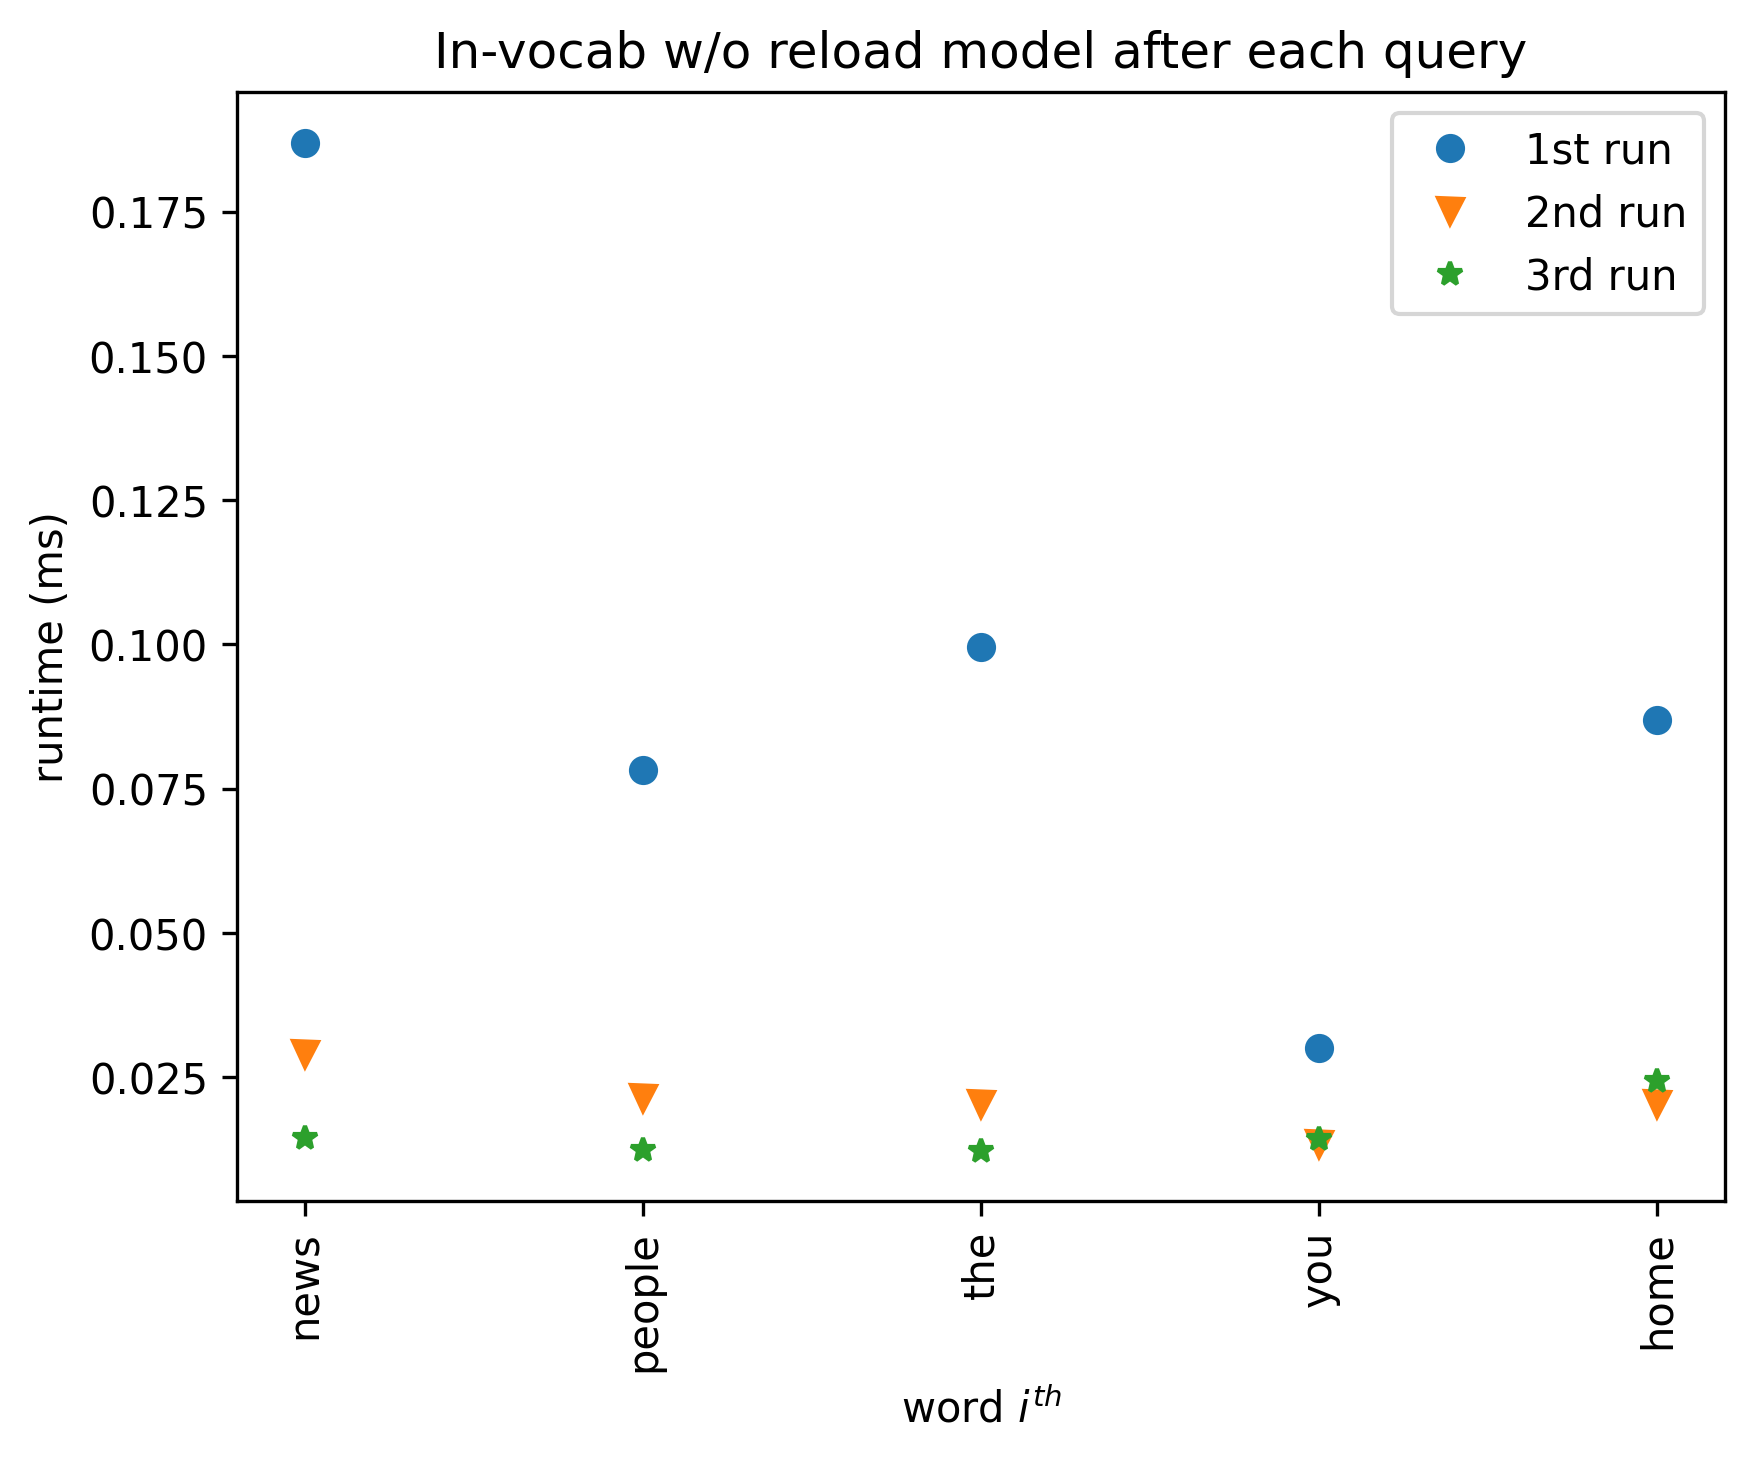 In-vocab w/o reload model after each query
1st run
2nd run
3rd run
runtime (ms)
0.175
0.150
0.125
0.100
0.075
0.050
0.025
news
people
the
you
home
word i^th